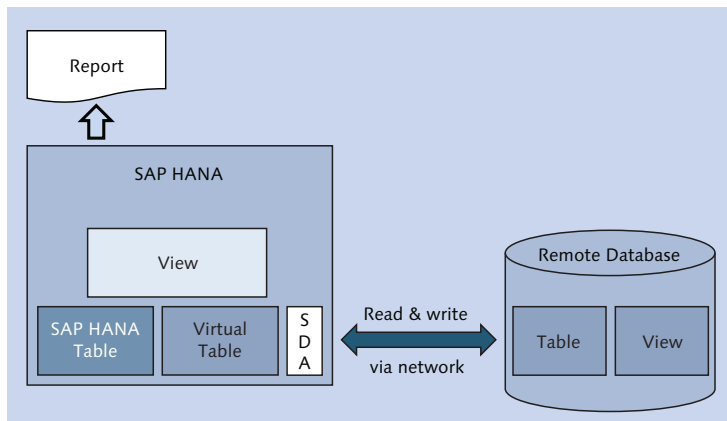 Report
SAP HANA
View
SAP HANA
Table
Virtual
Table
S
D
A
Read & write
via network
Remote Database
Table
View